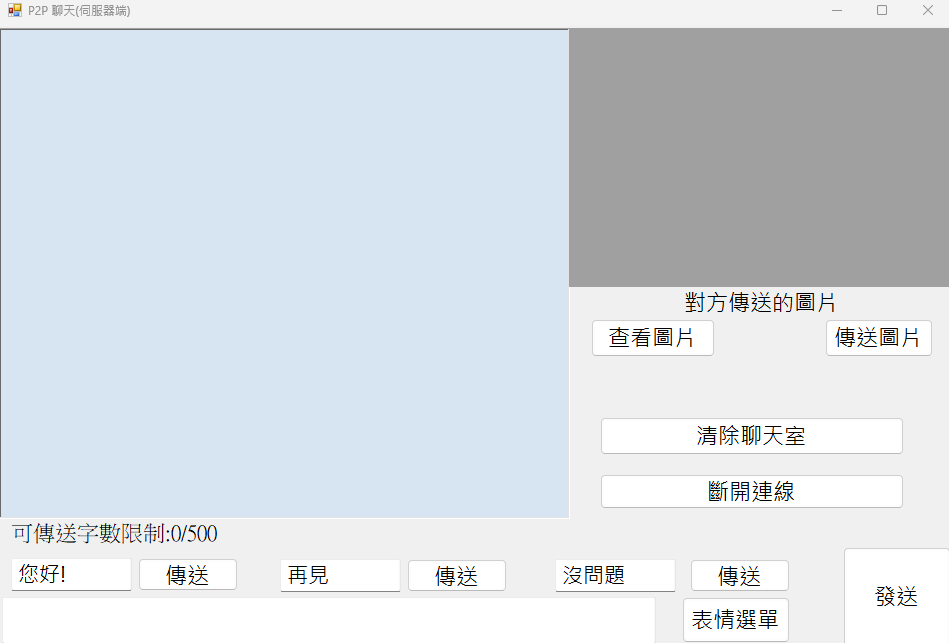 P2P 聊天(伺服器端)
對方傳送的圖片
查看圖片 傳送圖片
清除聊天室
斷開連線
可傳送字數限制:0/500
您好! 傳送 再見 傳送 沒問題 傳送
表情選單
發送